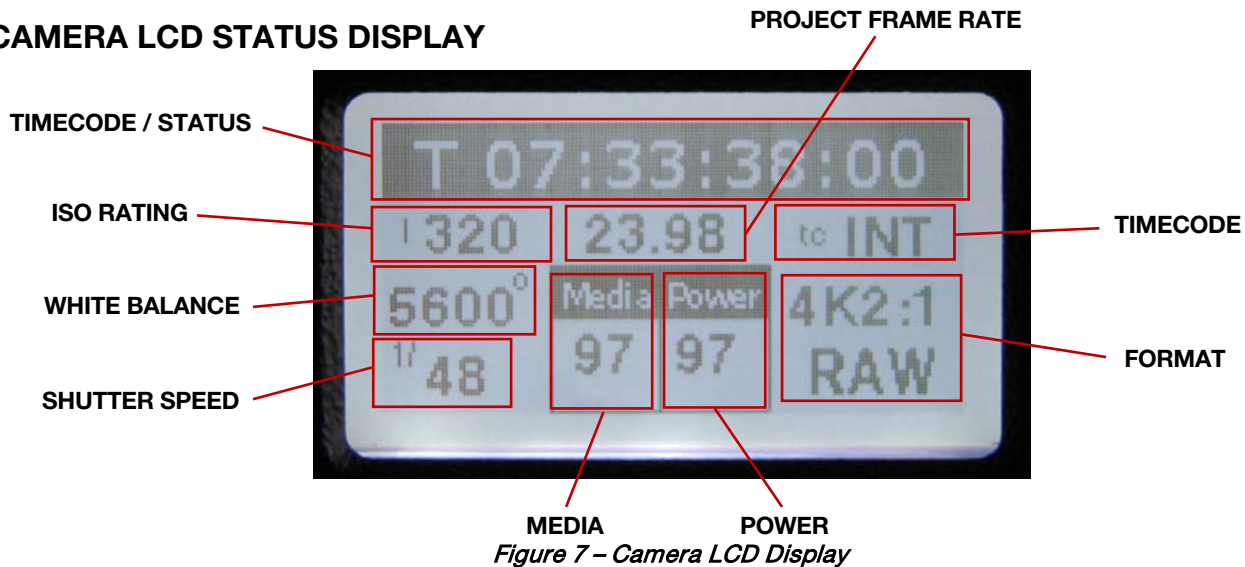 PROJECT FRAME RATE
CAMERA LCD STATUS DISPLAY
TIMECODE / STATUS
T 07:33:38:00
ISO RATING
I 320
23.98
tc INT
TIMECODE
WHITE BALANCE
5600°
Media
Power
4K2:1
1/48
97
97
RAW
FORMAT
SHUTTER SPEED
MEDIA
POWER
Figure 7 – Camera LCD Display